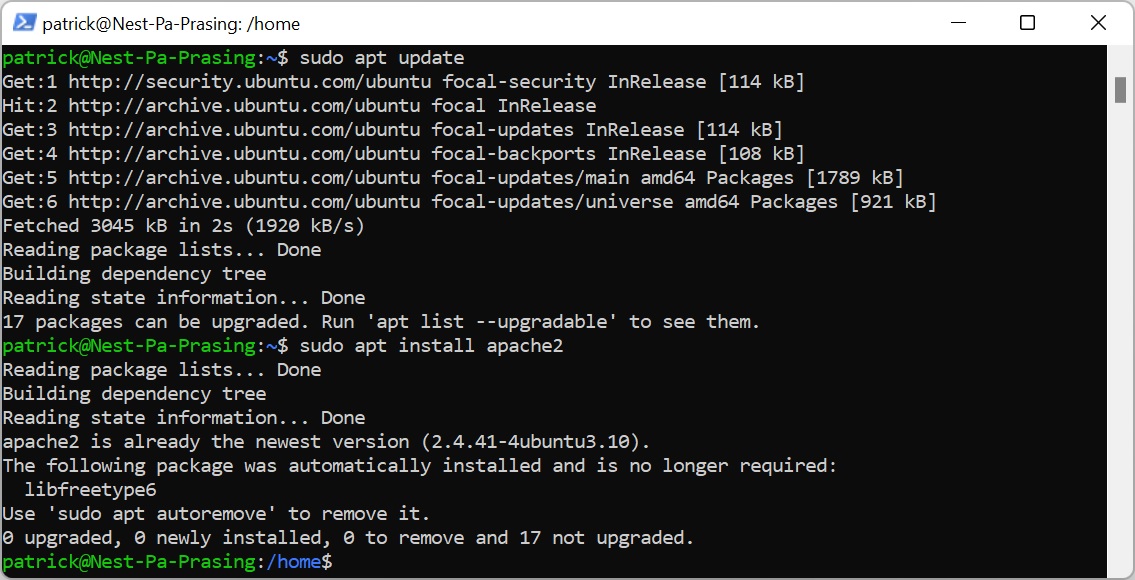 patrick@Nest-Pa-Prasing: /home
patrick@Nest-Pa-Prasing:~$ sudo apt update
Get:1 http://security.ubuntu.com/ubuntu focal-security InRelease [114 kB]
Hit:2 http://archive.ubuntu.com/ubuntu focal InRelease
Get:3 http://archive.ubuntu.com/ubuntu focal-updates InRelease [114 kB]
Get:4 http://archive.ubuntu.com/ubuntu focal-backports InRelease [108 kB]
Get:5 http://archive.ubuntu.com/ubuntu focal-updates/main amd64 Packages [1789 kB]
Get:6 http://archive.ubuntu.com/ubuntu focal-updates/universe amd64 Packages [921 kB]
Fetched 3045 kB in 2s (1920 kB/s)
Reading package lists... Done
Building dependency tree
Reading state information... Done
17 packages can be upgraded. Run 'apt list --upgradable' to see them.
patrick@Nest-Pa-Prasing:~$ sudo apt install apache2
Reading package lists... Done
Building dependency tree
Reading state information... Done
apache2 is already the newest version (2.4.41-4ubuntu3.10).
The following package was automatically installed and is no longer required:
  libfreetype6
Use 'sudo apt autoremove' to remove it.
0 upgraded, 0 newly installed, 0 to remove and 17 not upgraded.
patrick@Nest-Pa-Prasing:/home$